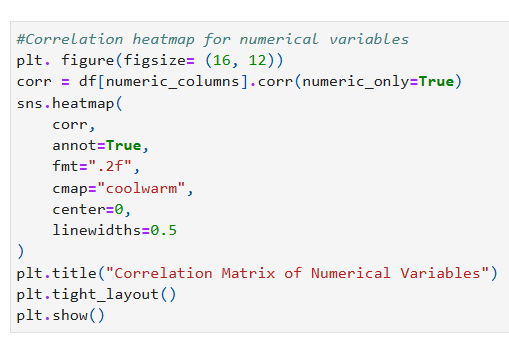 #Correlation heatmap for numerical variables
plt. figure(figsize= (16, 12))
corr = df[numeric_columns].corr(numeric_only=True)
sns.heatmap(
    corr,
    annot=True,
    fmt=".2f",
    cmap="coolwarm",
    center=0,
    linewidths=0.5
)
plt.title("Correlation Matrix of Numerical Variables")
plt.tight_layout()
plt.show()